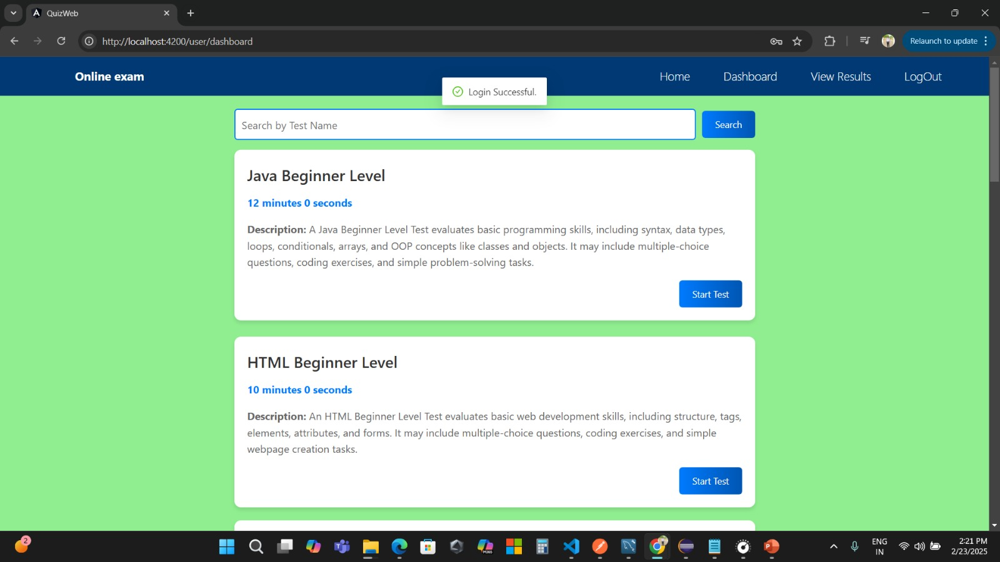 QuizWeb
http://localhost:4200/user/dashboard
Relaunch to update
Online exam
Home
Dashboard
View Results
LogOut
Login Successful.
Search by Test Name
Search
Java Beginner Level
12 minutes 0 seconds
Description: A Java Beginner Level Test evaluates basic programming skills, including syntax, data types,
loops, conditionals, arrays, and OOP concepts like classes and objects. It may include multiple-choice
questions, coding exercises, and simple problem-solving tasks.
Start Test
HTML Beginner Level
10 minutes 0 seconds
Description: An HTML Beginner Level Test evaluates basic web development skills, including structure, tags,
elements, attributes, and forms. It may include multiple-choice questions, coding exercises, and simple
webpage creation tasks.
Start Test
2
M365
ENG
IN
2:21 PM
2/23/2025